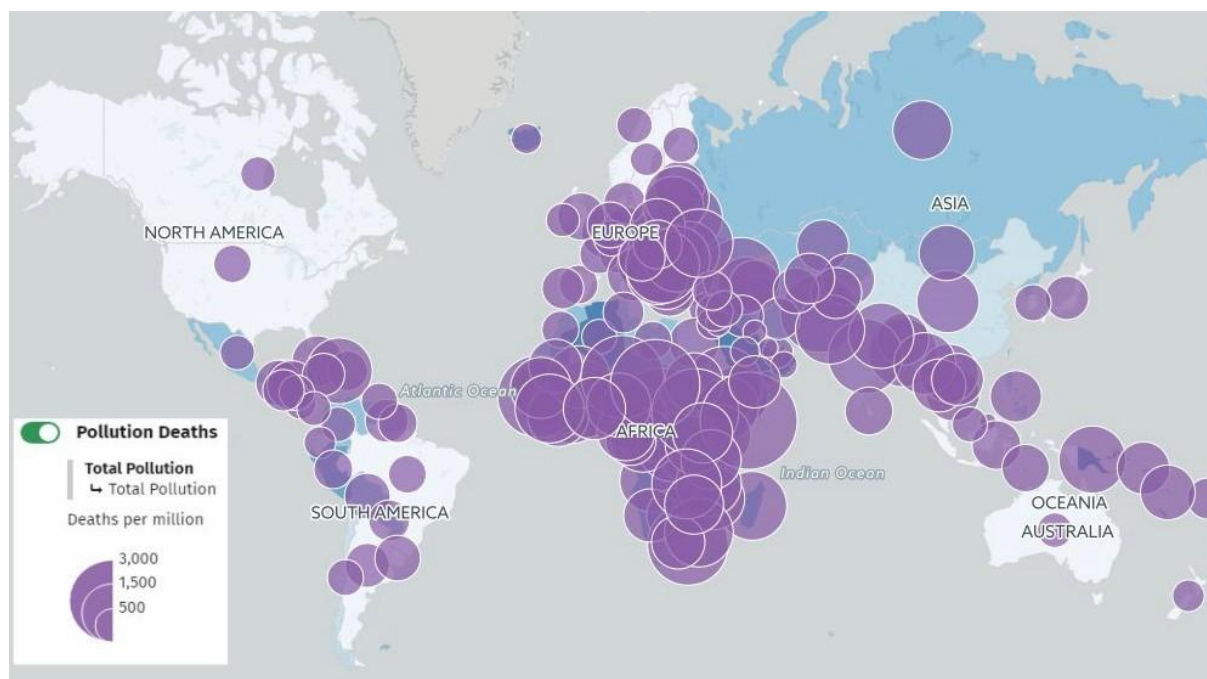 ASIA
NORTH AMERICA
EUROPE
Atlantic Ocean
AFRICA
Indian Ocean
SOUTH AMERICA
OCEANIA
AUSTRALIA
Pollution Deaths
Total Pollution
↳ Total Pollution
Deaths per million
3,000
1,500
500